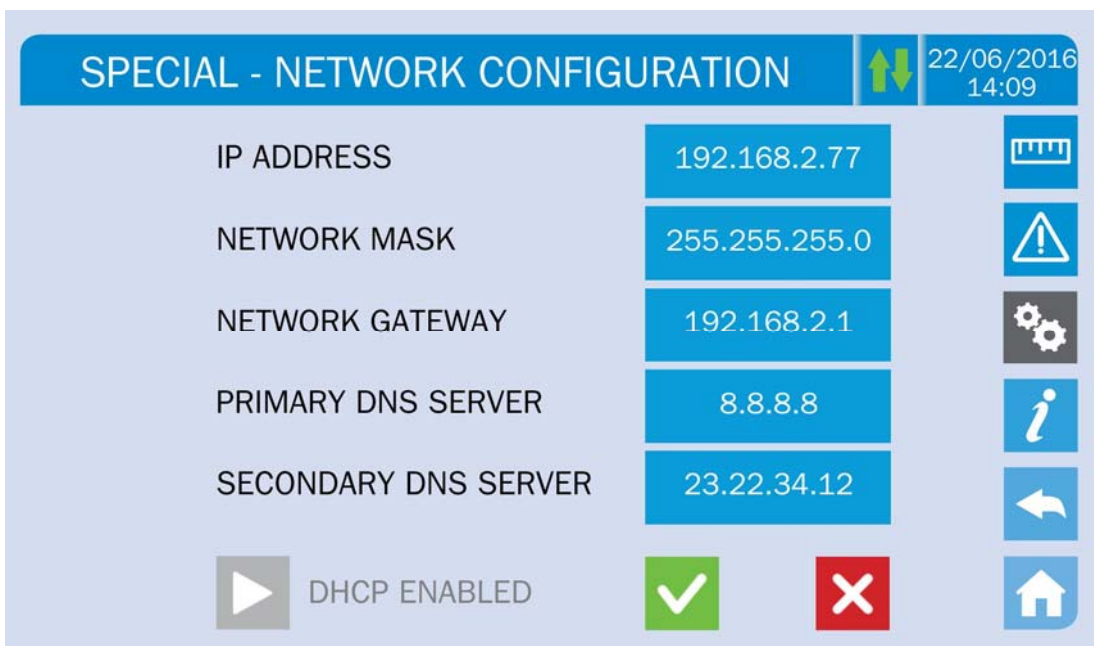 SPECIAL - NETWORK CONFIGURATION
22/06/2016
14:09
IP ADDRESS 192.168.2.77
NETWORK MASK 255.255.255.0
NETWORK GATEWAY 192.168.2.1
PRIMARY DNS SERVER 8.8.8.8
SECONDARY DNS SERVER 23.22.34.12
DHCP ENABLED